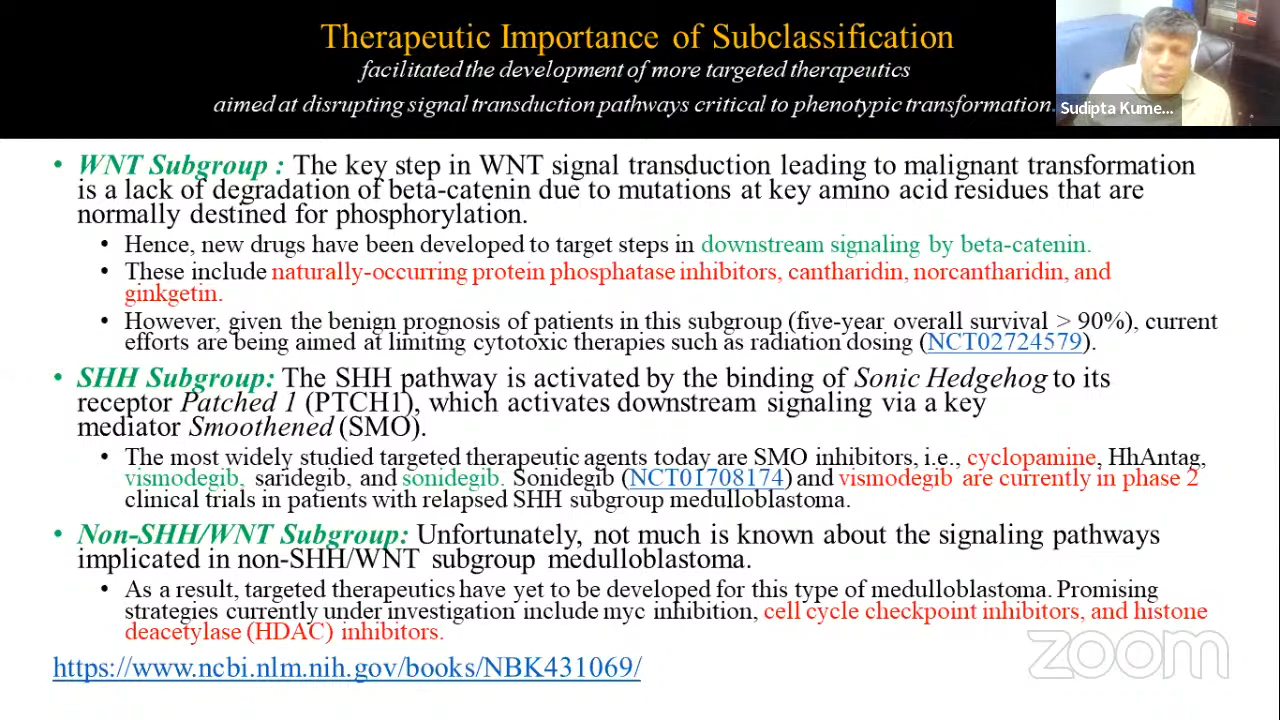 Therapeutic Importance of Subclassification
facilitated the development of more targeted therapeutics
aimed at disrupting signal transduction pathways critical to phenotypic transformation.
Sudipta Kume...
• WNT Subgroup : The key step in WNT signal transduction leading to malignant transformation
is a lack of degradation of beta-catenin due to mutations at key amino acid residues that are
normally destined for phosphorylation.
• Hence, new drugs have been developed to target steps in downstream signaling by beta-catenin.
• These include naturally-occurring protein phosphatase inhibitors, cantharidin, norcantharidin, and
ginkgetin.
• However, given the benign prognosis of patients in this subgroup (five-year overall survival > 90%), current
efforts are being aimed at limiting cytotoxic therapies such as radiation dosing (NCT02724579).
• SHH Subgroup: The SHH pathway is activated by the binding of Sonic Hedgehog to its
receptor Patched 1 (PTCH1), which activates downstream signaling via a key
mediator Smoothened (SMO).
• The most widely studied targeted therapeutic agents today are SMO inhibitors, i.e., cyclopamine, HhAntag,
vismodegib, saridegib, and sonidegib. Sonidegib (NCT01708174) and vismodegib are currently in phase 2
clinical trials in patients with relapsed SHH subgroup medulloblastoma.
• Non-SHH/WNT Subgroup: Unfortunately, not much is known about the signaling pathways
implicated in non-SHH/WNT subgroup medulloblastoma.
• As a result, targeted therapeutics have yet to be developed for this type of medulloblastoma. Promising
strategies currently under investigation include myc inhibition, cell cycle checkpoint inhibitors, and histone
deacetylase (HDAC) inhibitors.
zoom
https://www.ncbi.nlm.nih.gov/books/NBK431069/